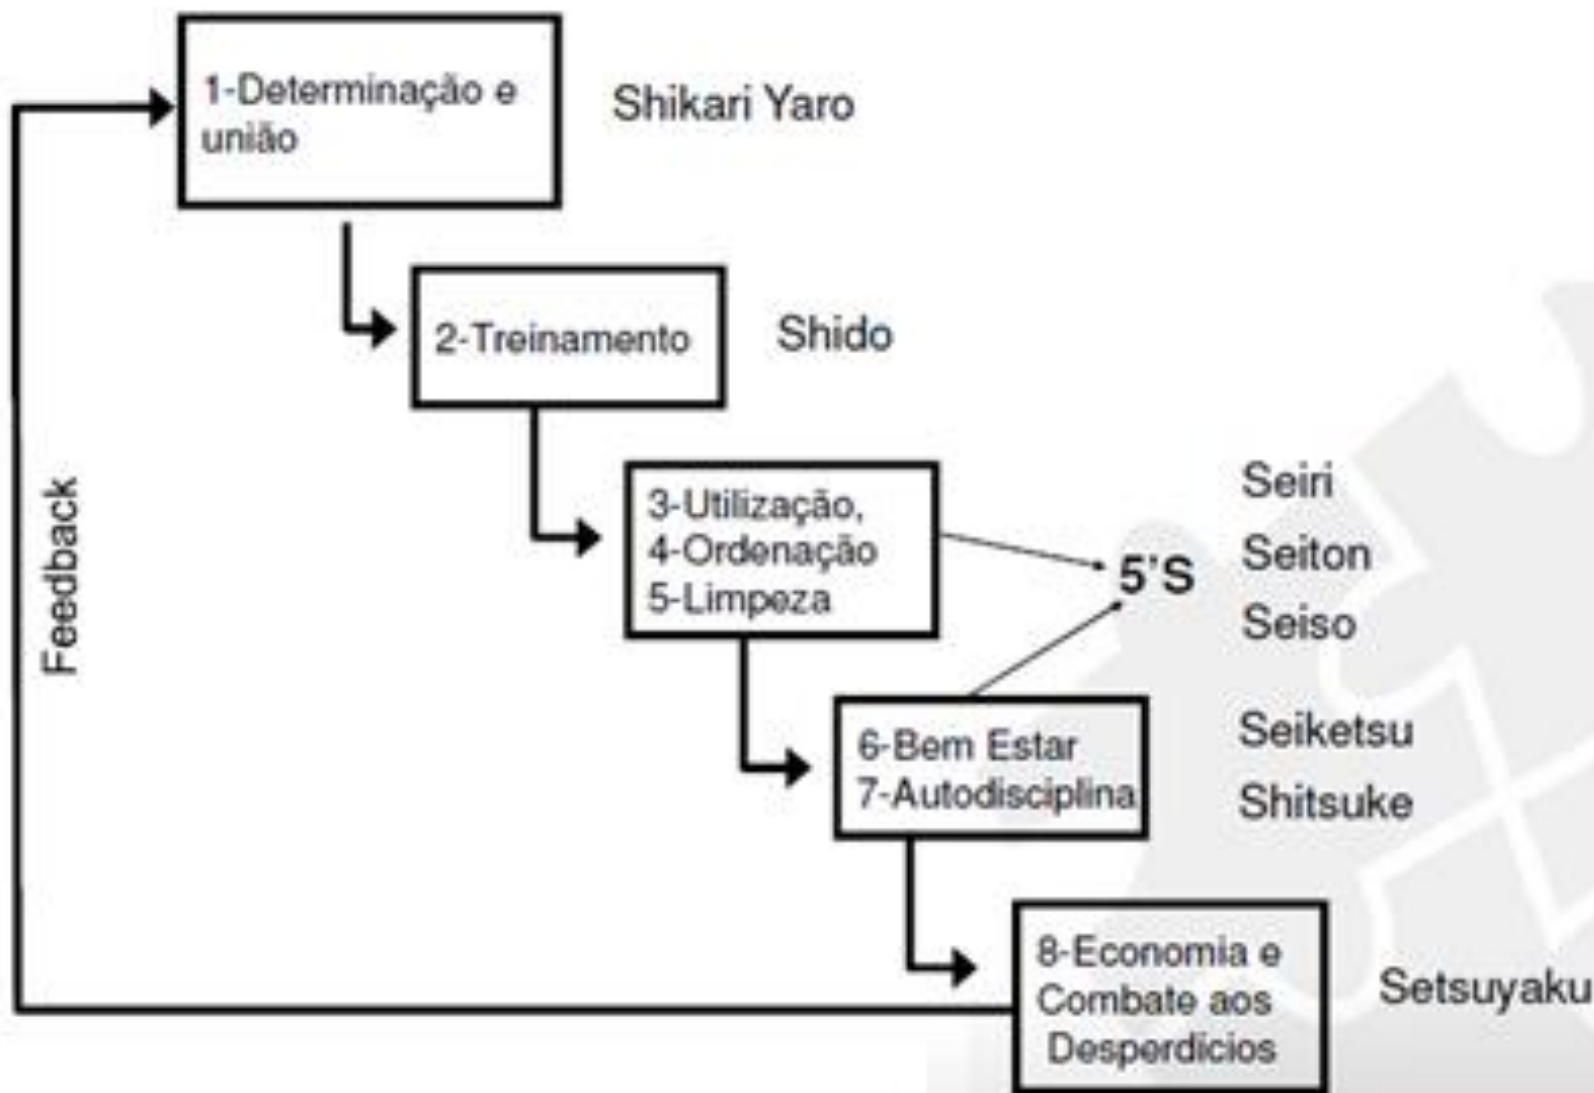 1-Determinação e
união
Shikari Yaro
2-Treinamento
Shido
3-Utilização,
4-Ordenação
5-Limpeza
5'S
Seiri
Seiton
Seiso
6-Bem Estar
7-Autodisciplina
Seiketsu
Shitsuke
8-Economia e
Combate aos
Desperdícios
Setsuyaku
Feedback